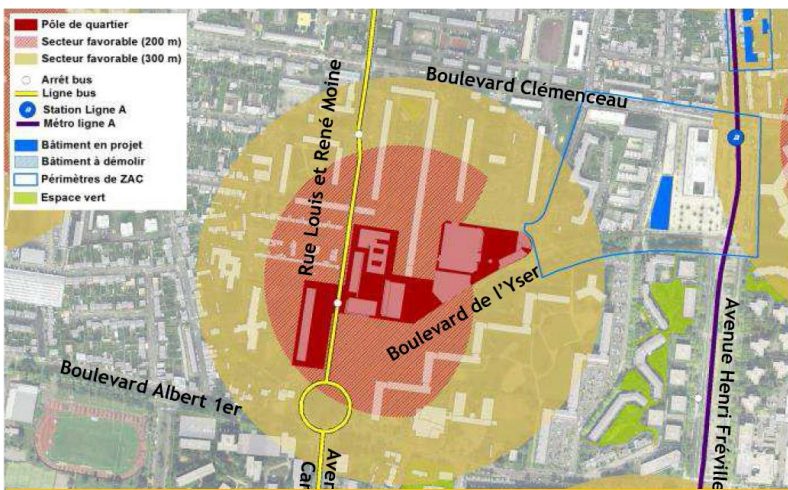 Pôle de quartier
Secteur favorable (200 m)
Secteur favorable (300 m)
Arrêt bus
Ligne bus
Station Ligne A
Métro ligne A
Bâtiment en projet
Bâtiment à démolir
Périmètres de ZAC
Espace vert
Boulevard Clémenceau
Rue Louis et René Moine
Boulevard de l'Yser
Boulevard Albert 1er
Avenue Henri Fréville
Aven
Car
a